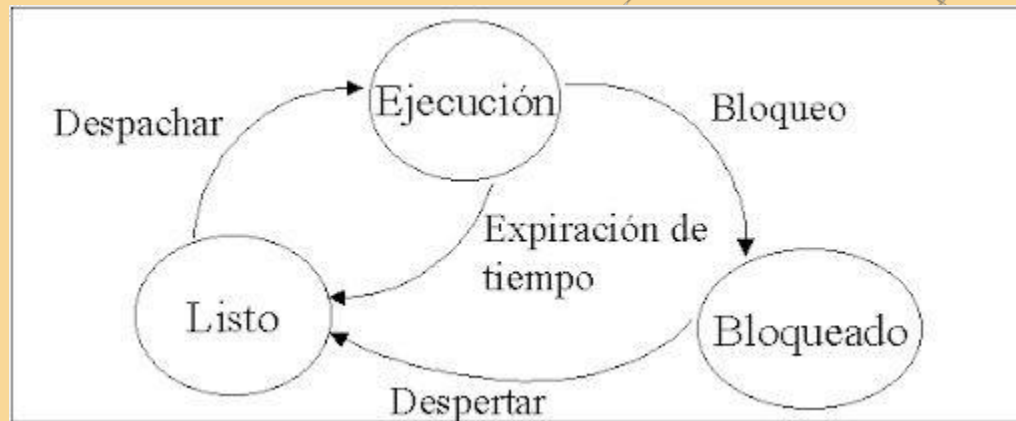 Ejecución
Despachar
Bloqueo
Expiración de
tiempo
Listo
Bloqueado
Despertar